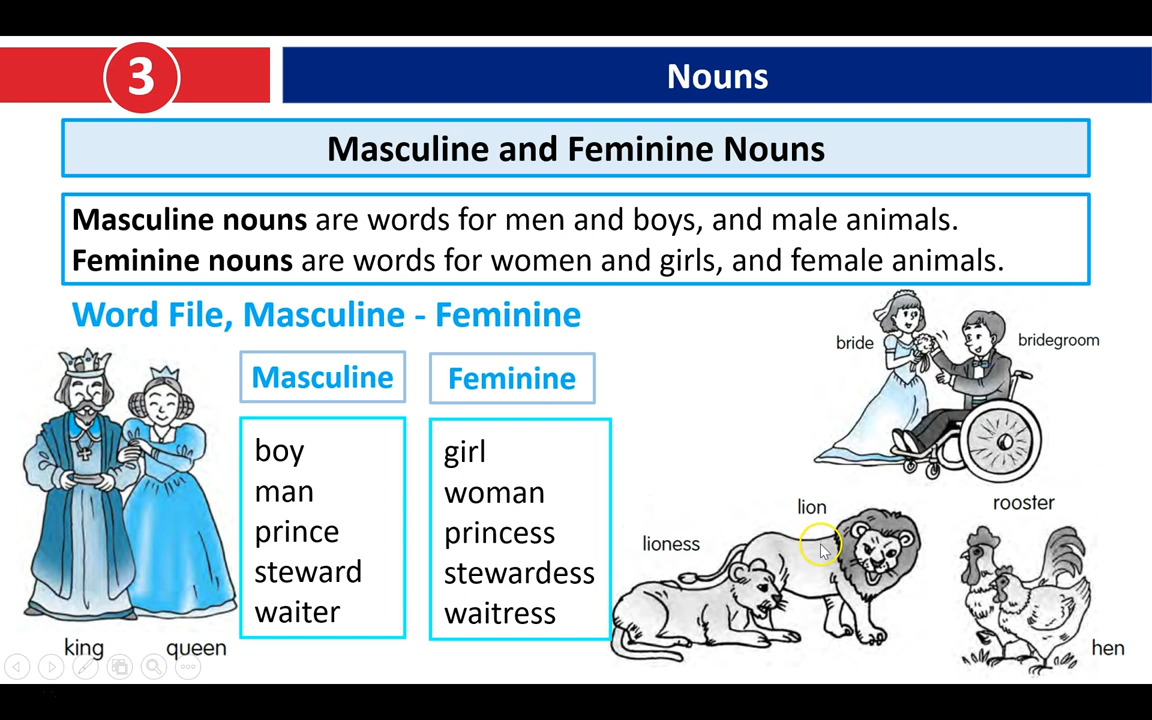 3
Nouns
Masculine and Feminine Nouns
Masculine nouns are words for men and boys, and male animals.
Feminine nouns are words for women and girls, and female animals.
Word File, Masculine - Feminine
bride
bridegroom
Masculine
Feminine
boy
man
prince
steward
waiter
girl
woman
princess
stewardess
waitress
king
queen
lioness
lion
rooster
hen